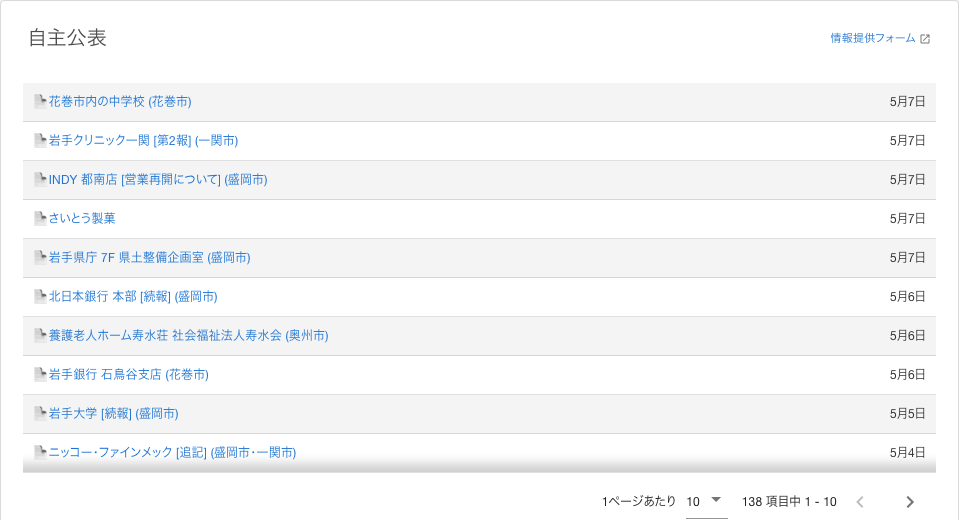 自主公表
情報提供フォーム
花巻市内の中学校 (花巻市) 5月7日
岩手クリニック一関 [第2報] (一関市) 5月7日
INDY 都南店 [営業再開について] (盛岡市) 5月7日
さいとう製菓 5月7日
岩手県庁 7F 県土整備企画室 (盛岡市) 5月7日
北日本銀行 本部 [続報] (盛岡市) 5月6日
養護老人ホーム寿水荘 社会福祉法人寿水会 (奥州市) 5月6日
岩手銀行 石鳥谷支店 (花巻市) 5月6日
岩手大学 [続報] (盛岡市) 5月5日
ニッコー・ファインメック [追記] (盛岡市・一関市) 5月4日
1ページあたり 10 138 項目中 1 - 10